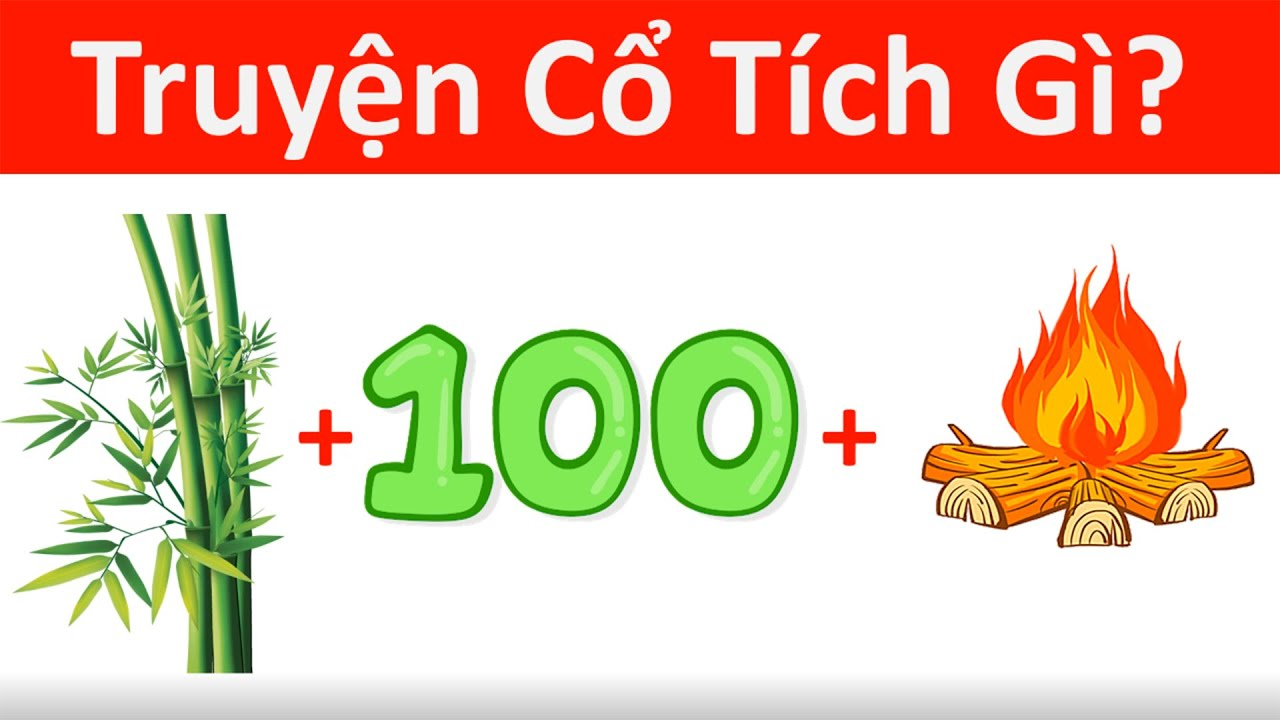 Truyện Cổ Tích Gì?
+ 100 +